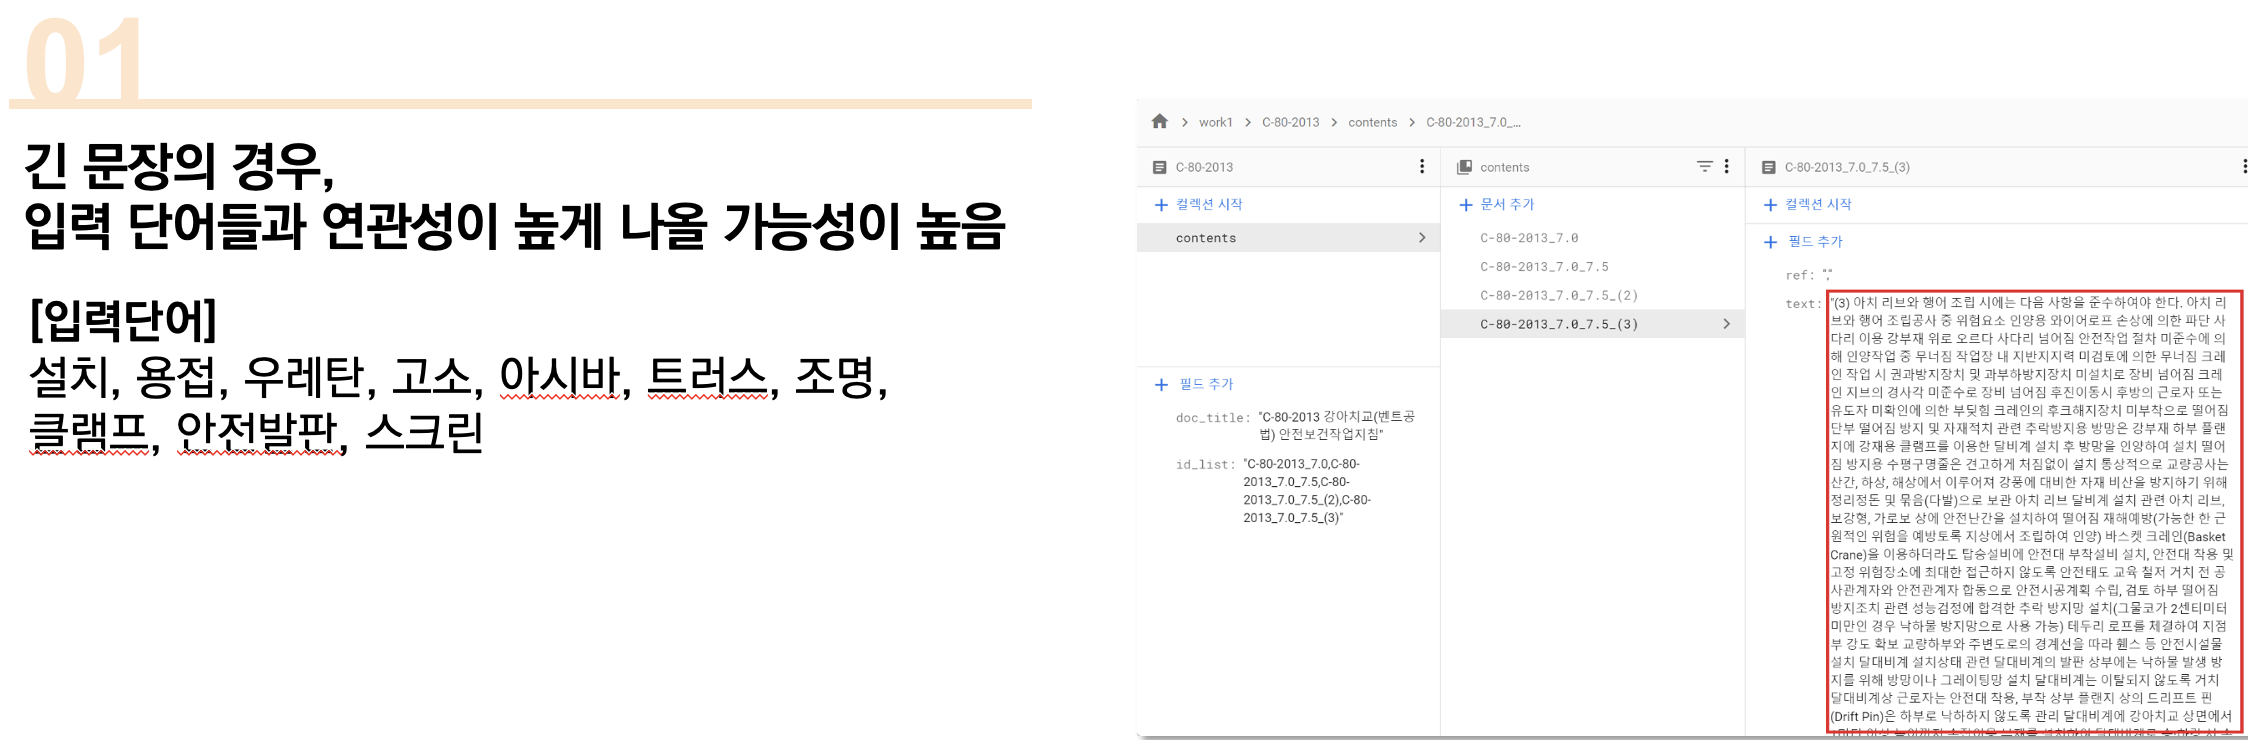 01
긴 문장의 경우,
입력 단어들과 연관성이 높게 나올 가능성이 높음
[입력단어]
설치, 용접, 우레탄, 고소, 아시바, 트러스, 조명,
클램프, 안전발판, 스크린
work1 > C-80-2013 > contents > C-80-2013_7.0_...
C-80-2013
컬렉션 시작
contents
필드 추가
doc_title: "C-80-2013 강아치교(벤트공
법) 안전보건작업지침"
id_list: "C-80-2013_7.0,C-80-
2013_7.0_7.5,C-80-
2013_7.0_7.5_(2),C-80-
2013_7.0_7.5_(3)"
contents
문서 추가
C-80-2013_7.0
C-80-2013_7.0_7.5
C-80-2013_7.0_7.5_(2)
C-80-2013_7.0_7.5_(3)
C-80-2013_7.0_7.5_(3)
컬렉션 시작
필드 추가
ref: ","
text: "(3) 아치 리브와 행어 조립 시에는 다음 사항을 준수하여야 한다. 아치 리
브와 행어 조립공사 중 위험요소 인양용 와이어로프 손상에 의한 파단 사
다리 이용 강부재 위로 오르다 사다리 넘어짐 안전작업 절차 미준수에 의
해 인양작업 중 무너짐 작업장 내 지반지지력 미검토에 의한 무너짐 크레
인 작업 시 권과방지장치 및 과부하방지장치 미설치로 장비 넘어짐 크레
인 지브의 경사각 미준수로 장비 넘어짐 후진이동시 후방의 근로자 또는
유도자 미확인에 의한 부딪힘 크레인의 후크해지장치 미부착으로 떨어짐
단부 떨어짐 방지 및 자재적치 관련 추락방지용 방망은 강부재 하부 플랜
지에 강재용 클램프를 이용한 달비계 설치 후 방망을 인양하여 설치 떨어
짐 방지용 수평구명줄은 견고하게 처짐없이 설치 통상적으로 교량공사는
산간, 하상, 해상에서 이루어져 강풍에 대비한 자재 비산을 방지하기 위해
정리정돈 및 묶음(다발)으로 보관 아치 리브 달비계 설치 관련 아치 리브,
보강형, 가로보 상에 안전난간을 설치하여 떨어짐 재해예방(가능한 한 근
원적인 위험을 예방토록 지상에서 조립하여 인양) 바스켓 크레인(Basket
Crane)을 이용하더라도 탑승설비에 안전대 부착설비 설치, 안전대 착용 및
고정 위험장소에 최대한 접근하지 않도록 안전태도 교육 철저 거치 전 공
사관계자와 안전관계자 합동으로 안전시공계획 수립, 검토 하부 떨어짐
방지조치 관련 성능검정에 합격한 추락 방지망 설치(그물코가 2센티미터
미만인 경우 낙하물 방지망으로 사용 가능) 테두리 로프를 체결하여 지점
부 강도 확보 교량하부와 주변도로의 경계선을 따라 휀스 등 안전시설물
설치 달대비계 설치상태 관련 달대비계의 발판 상부에는 낙하물 발생 방
지를 위해 방망이나 그레이팅망 설치 달대비계는 이탈되지 않도록 거치
달대비계상 근로자는 안전대 착용, 부착 상부 플랜지 상의 드리프트 핀
(Drift Pin)은 하부로 낙하하지 않도록 관리 달대비계에 강아치교 상면에서